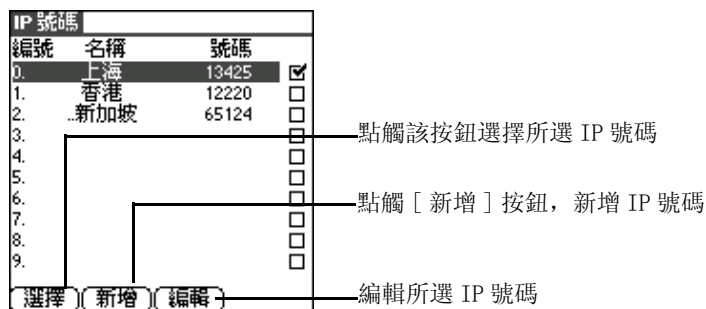 IP 號碼
編號 名稱 號碼
0. 上海 13425
1. 香港 12220
2. ..新加坡 65124
3.
4.
5.
6.
7.
8.
9.
選擇 新增 編輯
點觸該按鈕選擇所選 IP 號碼
點觸 [ 新增 ] 按鈕，新增 IP 號碼
編輯所選 IP 號碼